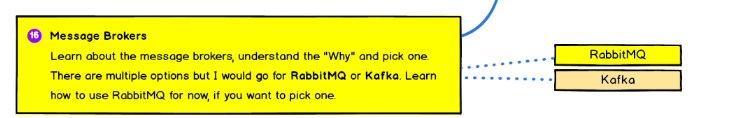 16 Message Brokers
Learn about the message brokers, understand the "Why" and pick one.
There are multiple options but I would go for RabbitMQ or Kafka. Learn
how to use RabbitMQ for now, if you want to pick one.
RabbitMQ
Kafka